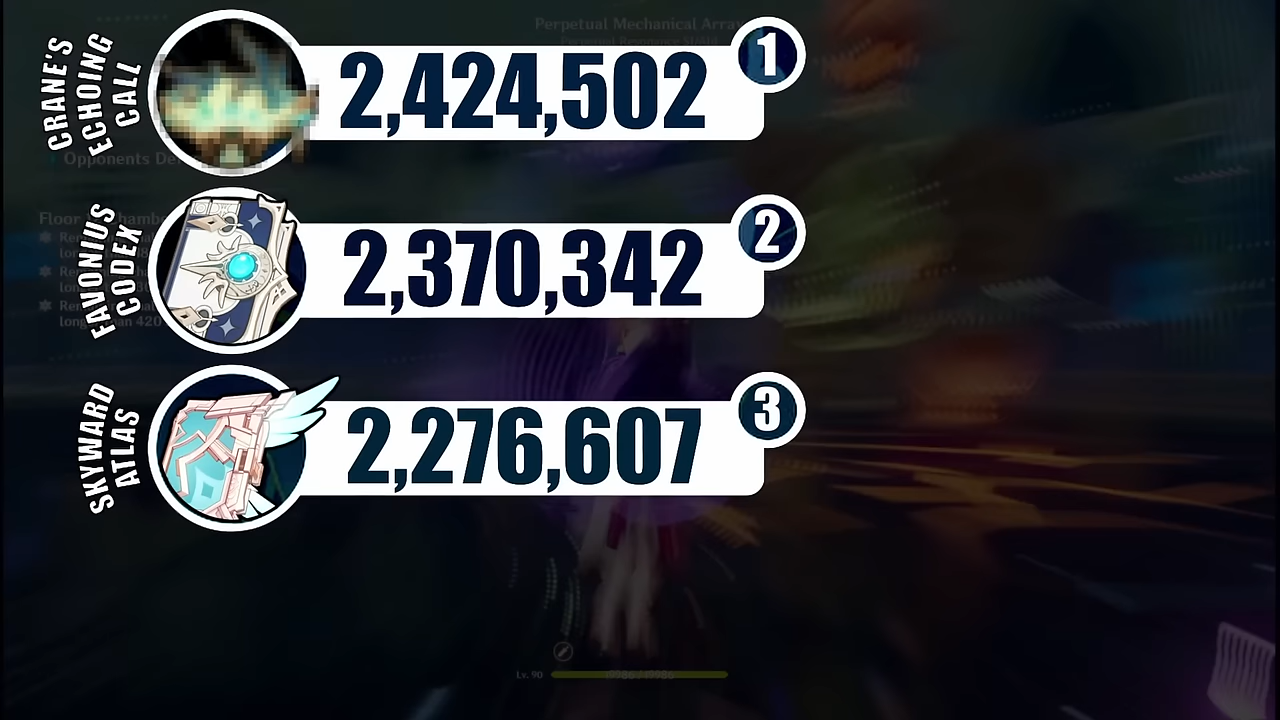 Perpetual Mechanical Array
CRANE'S
ECHOING
CALL
2,424,502
1
Opponents De
FAVONIUS
CODEX
2,370,342
2
Floor
SKYWARD
ATLAS
2,276,607
3
Lv. 90